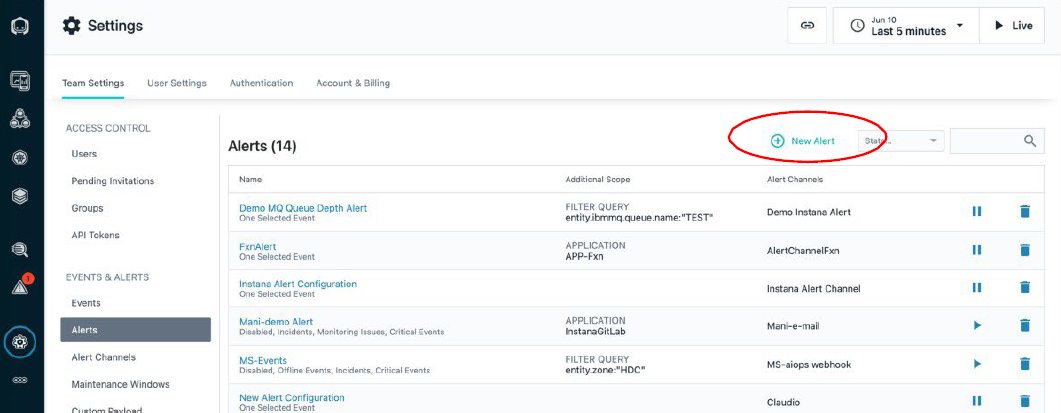 Settings
Jun 10
Last 5 minutes
Live
Team Settings
User Settings
Authentication
Account & Billing
ACCESS CONTROL
Users
Pending Invitations
Groups
API Tokens
EVENTS & ALERTS
1
Events
Alerts
Alert Channels
Maintenance Windows
Custom Payload
Alerts (14)
New Alert
State..
Name
Additional Scope
Alert Channels
Demo MQ Queue Depth Alert
One Selected Event
FILTER QUERY
entity.ibmmq.queue.name:"TEST"
Demo Instana Alert
FxnAlert
One Selected Event
APPLICATION
APP-Fxn
AlertChannelFxn
Instana Alert Configuration
One Selected Event
Instana Alert Channel
Mani-demo Alert
Disabled, Incidents, Monitoring Issues, Critical Events
APPLICATION
InstanaGitLab
Mani-e-mail
MS-Events
Disabled, Offline Events, Incidents, Critical Events
FILTER QUERY
entity.zone:"HDC"
MS-aiops webhook
New Alert Configuration
One Selected Event
Claudio